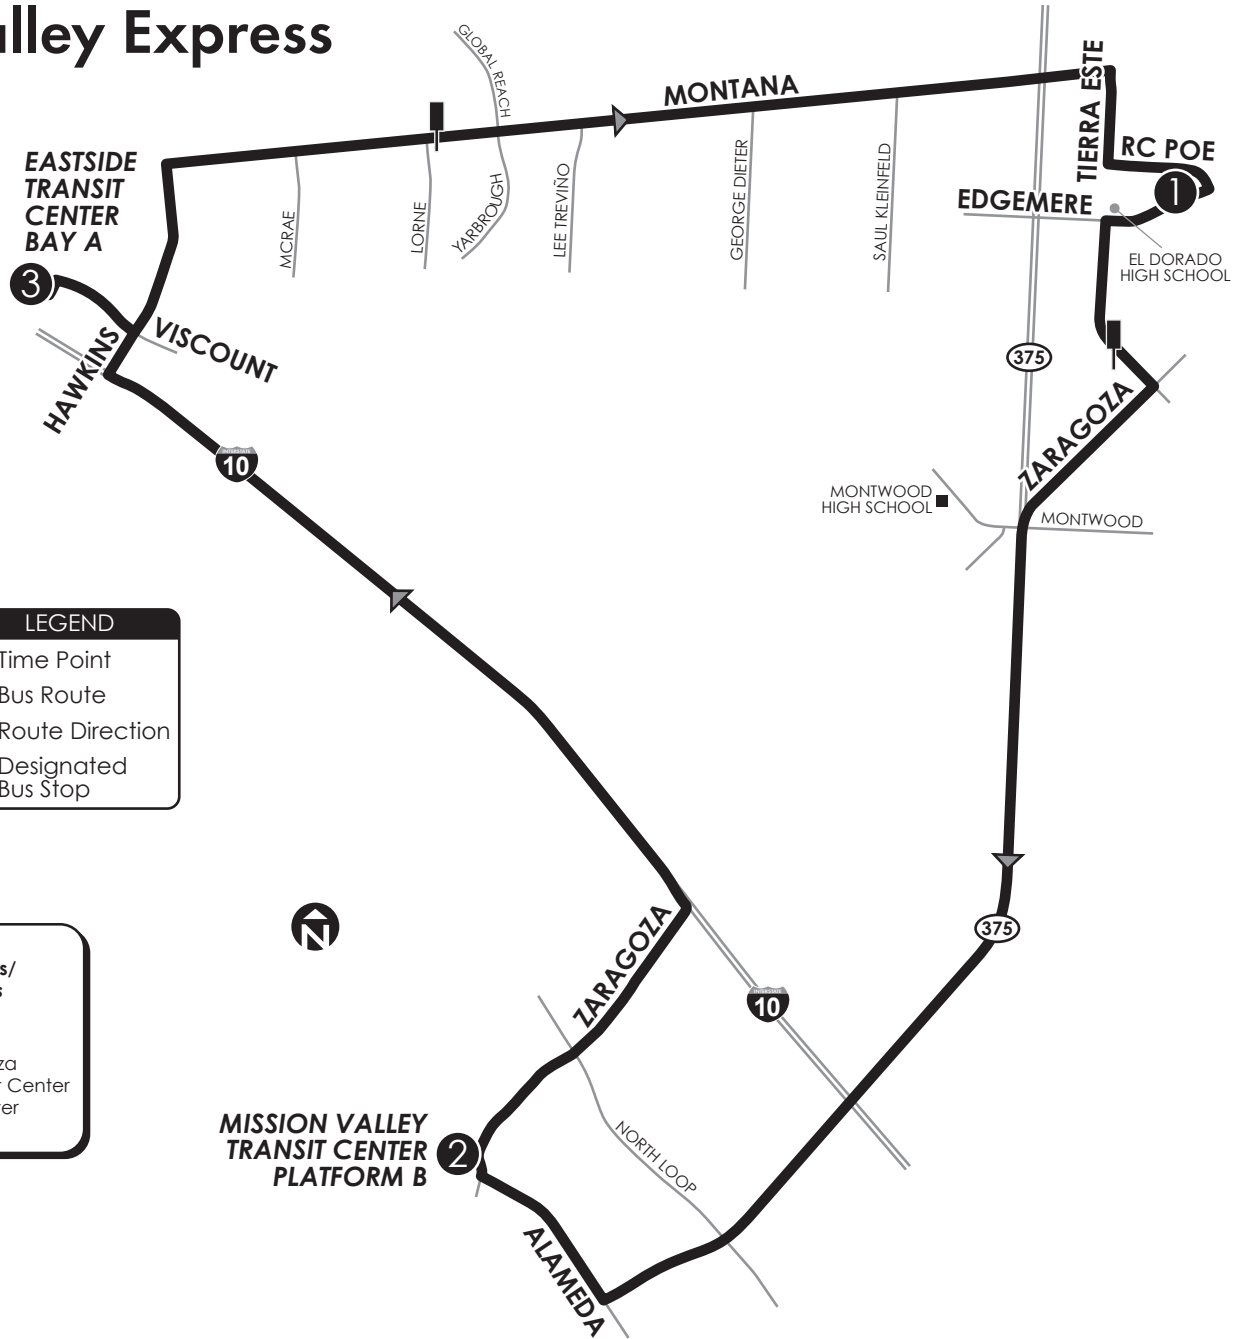 lley Express
GLOBAL REACH
MONTANA
TIERRA ESTE
RC POE
1
EASTSIDE
TRANSIT
CENTER
BAY A
3
MCRAE
LORNE
YARBROUGH
LEE TREVIÑO
GEORGE DIETER
SAUL KLEINFELD
EDGEMERE
EL DORADO
HIGH SCHOOL
VISCOUNT
HAWKINS
INTERSTATE
10
375
ZARAGOZA
MONTWOOD
HIGH SCHOOL
MONTWOOD
LEGEND
Time Point
Bus Route
Route Direction
Designated
Bus Stop
N
ZARAGOZA
375
INTERSTATE
10
s/
s
za
Center
er
MISSION VALLEY
TRANSIT CENTER
PLATFORM B
2
NORTH LOOP
ALAMEDA